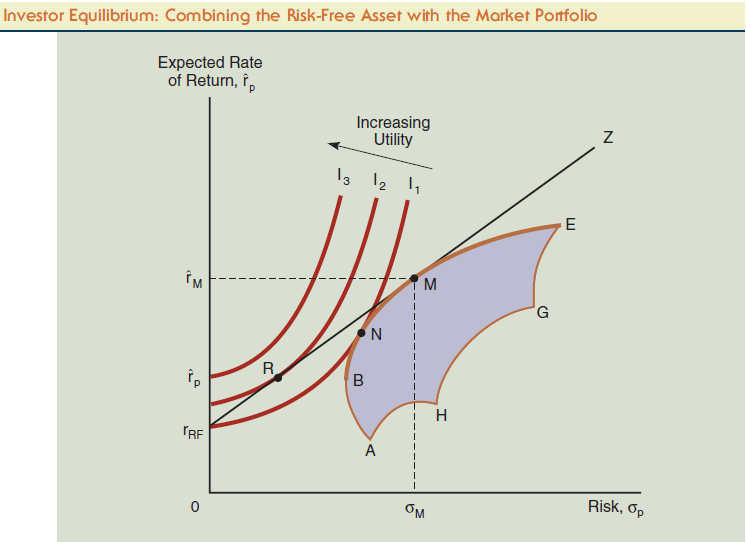 Investor Equilibrium: Combining the Risk-Free Asset with the Market Portfolio
Expected Rate
of Return, r̂p
Increasing
Utility
Z
I3
I2
I1
E
r̂M
M
G
N
R
r̂p
B
H
rRF
A
0
σM
Risk, σp